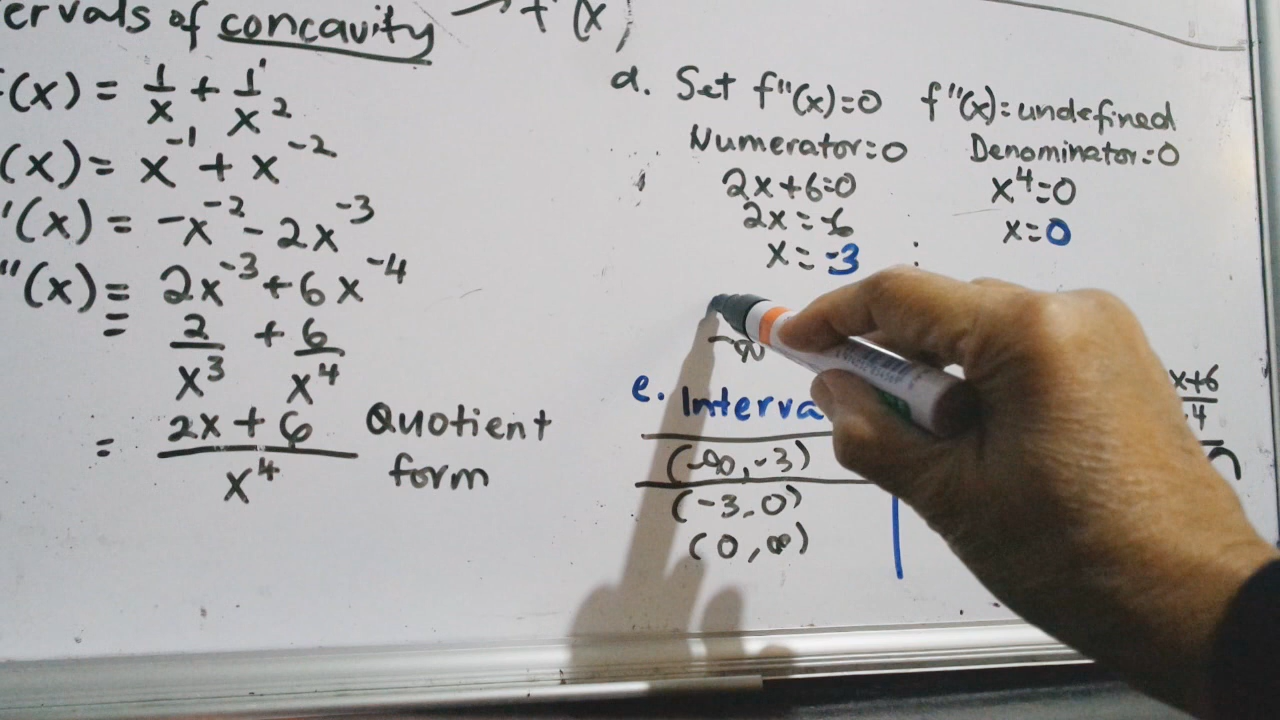 ervals of concavity → f (x
(x) = 1/x + 1/x²
(x) = x⁻¹ + x⁻²
'(x) = -x⁻² - 2x⁻³
"(x) = 2x⁻³ + 6x⁻⁴
= 2/x³ + 6/x⁴
= 2x + 6/x⁴ Quotient form
d. Set f"(x)=0 f"(x)=undefined
Numerator=0 Denominator=0
2x+6=0 x⁴=0
2x=-6 x=0
x=-3
-∞
e. Interva x+6/4
(-∞,-3)
(-3,0)
(0,∞)